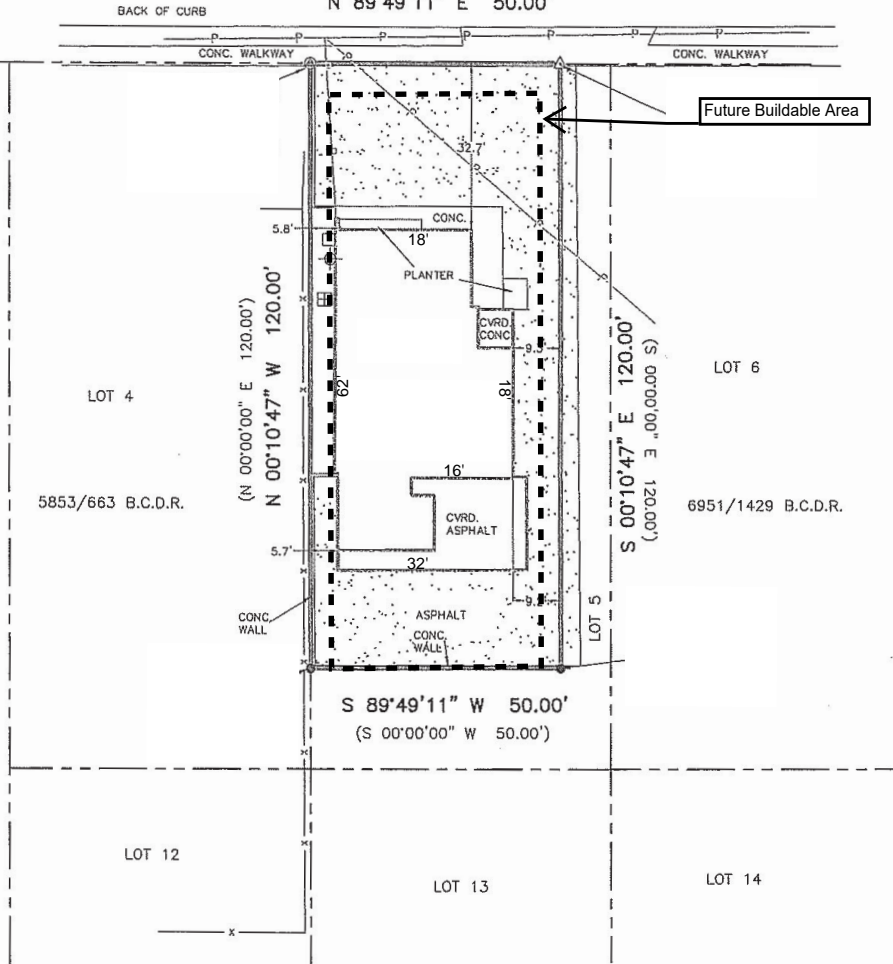 N 89°49'11" E 50.00'
BACK OF CURB
P P P P P P P
CONC. WALKWAY
CONC. WALKWAY
Future Buildable Area
32.7'
CONC.
5.8'
18'
PLANTER
CVRD.
CONC
9.3'
(N 00°00'00" E 120.00')
N 00°10'47" W 120.00'
62'
18'
S 00°10'47" E 120.00'
(S 00°00'00" E 120.00')
LOT 4
LOT 6
16'
5853/663 B.C.D.R.
6951/1429 B.C.D.R.
CVRD.
ASPHALT
5.7'
32'
ASPHALT
CONC.
WALL
CONC.
WALL
LOT 5
S 89°49'11" W 50.00'
(S 00°00'00" W 50.00')
LOT 12
LOT 13
LOT 14
x